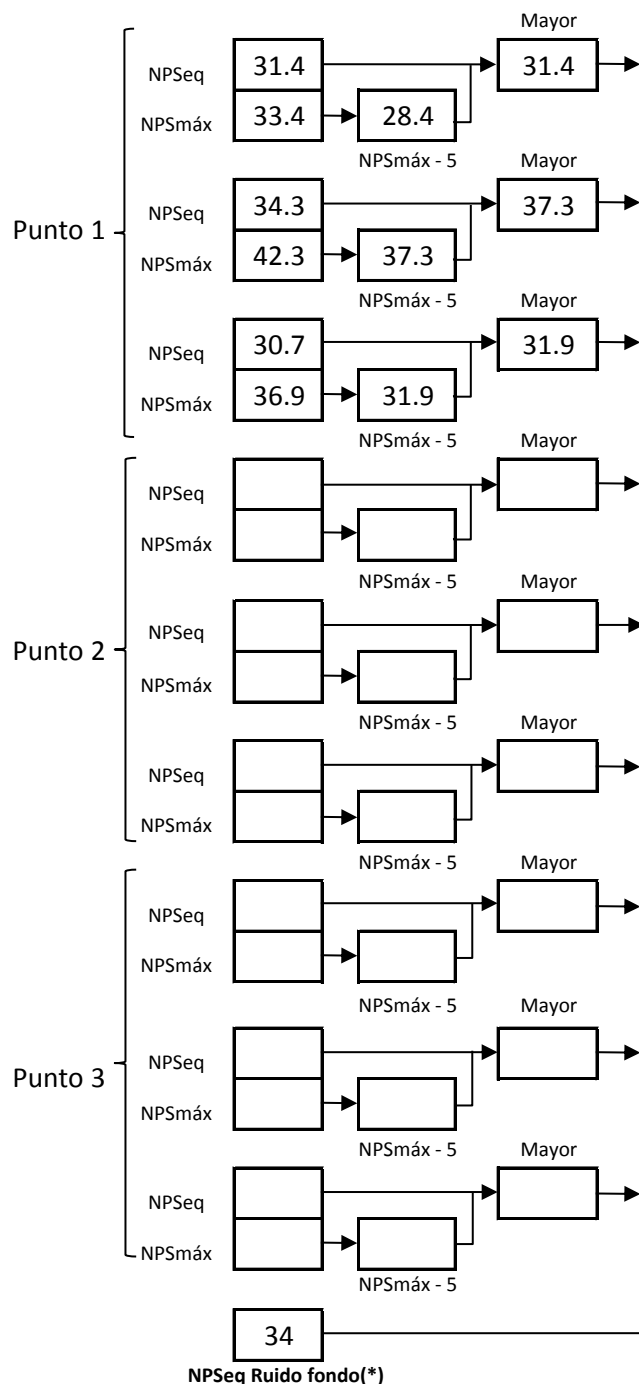 Mayor
NPSeq 31.4 31.4
NPSmáx 33.4 28.4
NPSmáx - 5
Mayor
Punto 1
NPSeq 34.3 37.3
NPSmáx 42.3 37.3
NPSmáx - 5
Mayor
NPSeq 30.7 31.9
NPSmáx 36.9 31.9
NPSmáx - 5
Mayor
NPSeq
NPSmáx
NPSmáx - 5
Mayor
Punto 2
NPSeq
NPSmáx
NPSmáx - 5
Mayor
NPSeq
NPSmáx
NPSmáx - 5
Mayor
NPSeq
NPSmáx
NPSmáx - 5
Mayor
Punto 3
NPSeq
NPSmáx
NPSmáx - 5
Mayor
NPSeq
NPSmáx
NPSmáx - 5
34
NPSeq Ruido fondo(*)